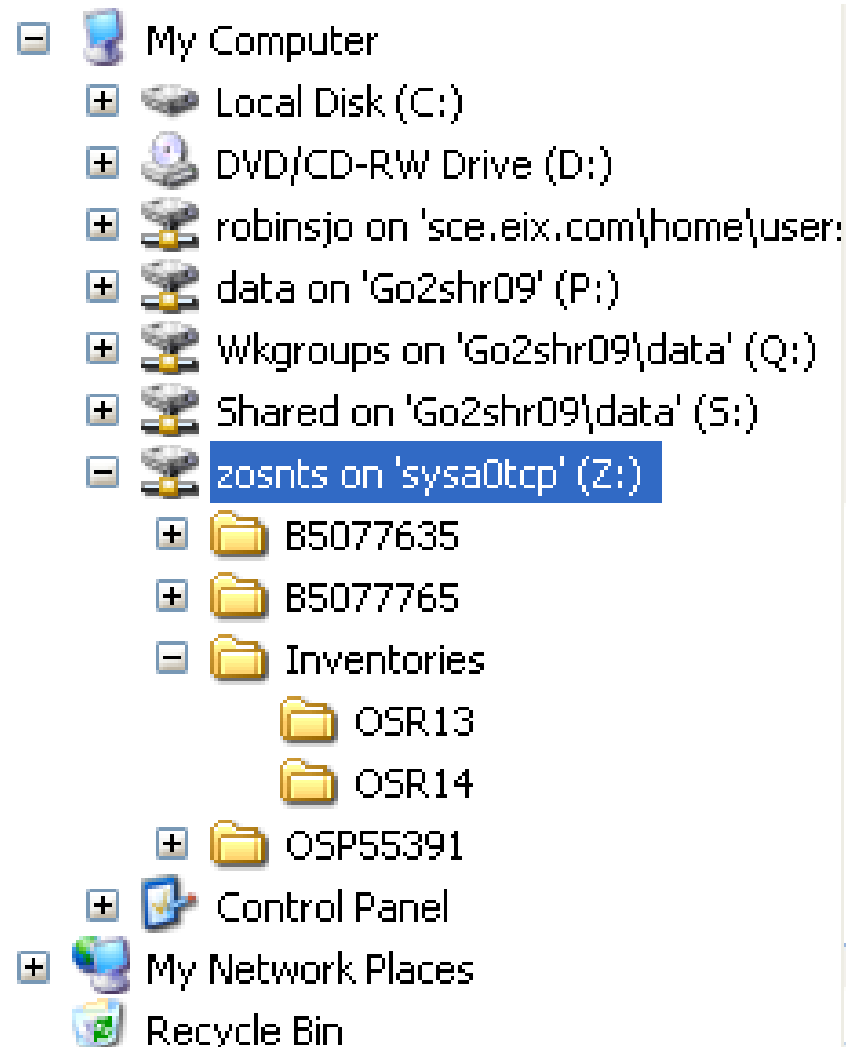 My Computer
Local Disk (C:)
DVD/CD-RW Drive (D:)
robinsjo on 'sce.eix.com\home\users
data on 'Go2shr09' (P:)
Wkgroups on 'Go2shr09\data' (Q:)
Shared on 'Go2shr09\data' (S:)
zosnts on 'sysa0tcp' (Z:)
B5077635
B5077765
Inventories
OSR13
OSR14
OSP55391
Control Panel
My Network Places
Recycle Bin